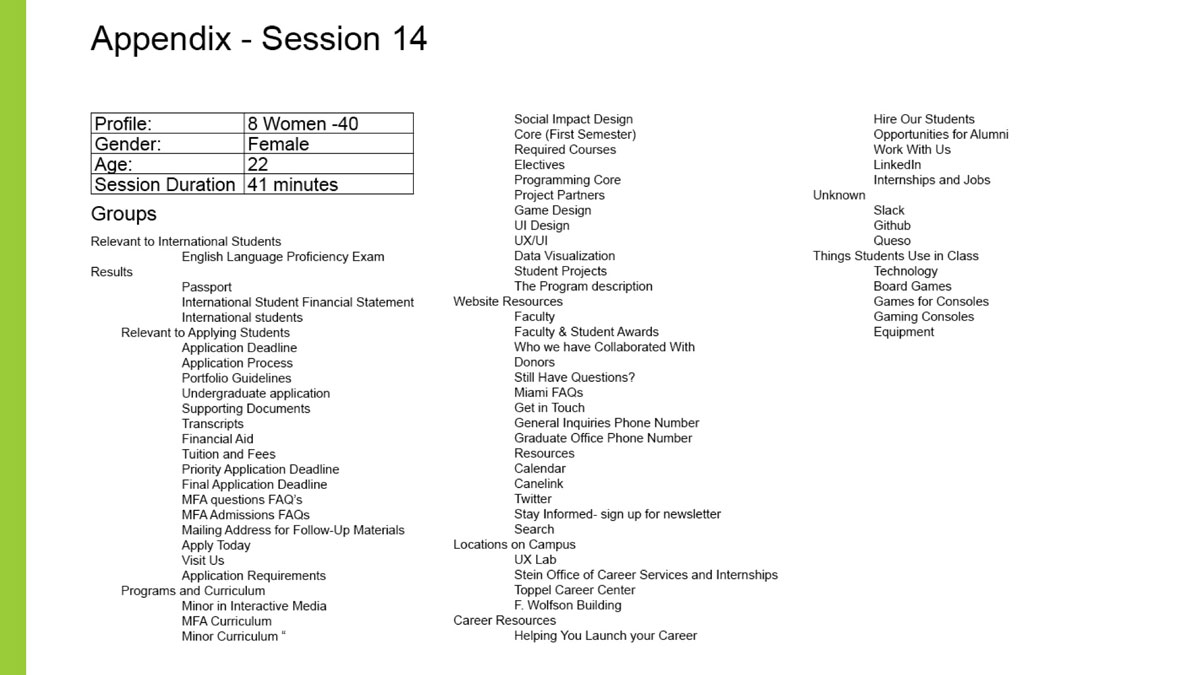 Appendix - Session 14
Profile: 8 Women -40
Gender: Female
Age: 22
Session Duration 41 minutes
Groups
Relevant to International Students
English Language Proficiency Exam
Results
Passport
International Student Financial Statement
International students
Relevant to Applying Students
Application Deadline
Application Process
Portfolio Guidelines
Undergraduate application
Supporting Documents
Transcripts
Financial Aid
Tuition and Fees
Priority Application Deadline
Final Application Deadline
MFA questions FAQ's
MFA Admissions FAQs
Mailing Address for Follow-Up Materials
Apply Today
Visit Us
Application Requirements
Programs and Curriculum
Minor in Interactive Media
MFA Curriculum
Minor Curriculum “
Social Impact Design
Core (First Semester)
Required Courses
Electives
Programming Core
Project Partners
Game Design
UI Design
UX/UI
Data Visualization
Student Projects
The Program description
Website Resources
Faculty
Faculty & Student Awards
Who we have Collaborated With
Donors
Still Have Questions?
Miami FAQs
Get in Touch
General Inquiries Phone Number
Graduate Office Phone Number
Resources
Calendar
Canelink
Twitter
Stay Informed- sign up for newsletter
Search
Locations on Campus
UX Lab
Stein Office of Career Services and Internships
Toppel Career Center
F. Wolfson Building
Career Resources
Helping You Launch your Career
Hire Our Students
Opportunities for Alumni
Work With Us
LinkedIn
Internships and Jobs
Unknown
Slack
Github
Queso
Things Students Use in Class
Technology
Board Games
Games for Consoles
Gaming Consoles
Equipment